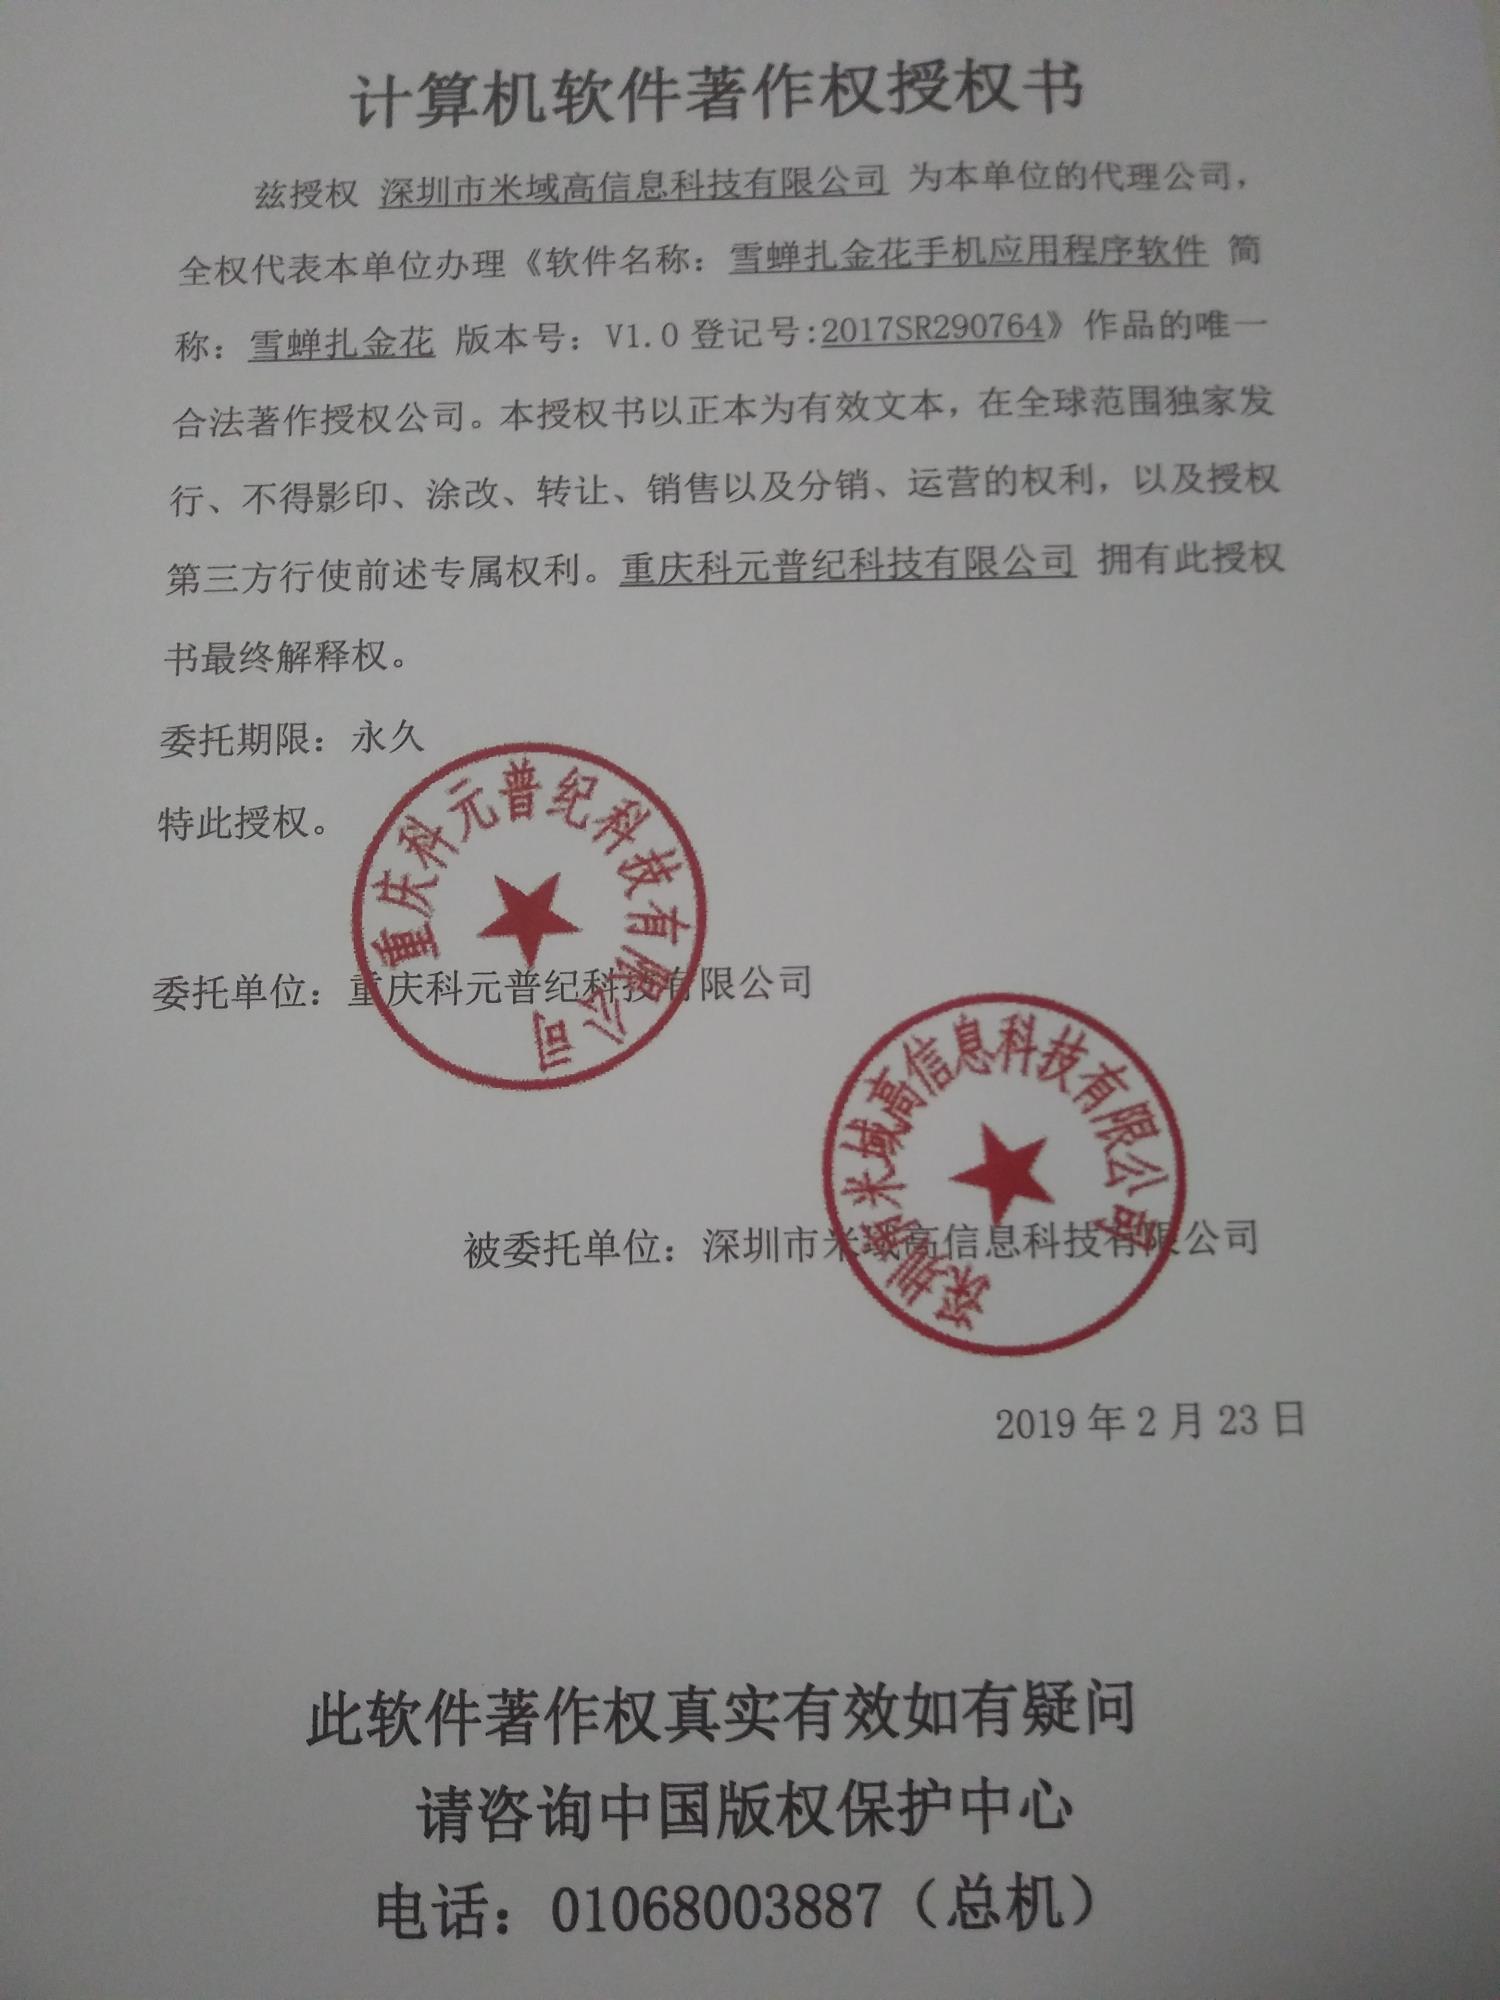 计算机软件著作权授权书
兹授权 深圳市米域高信息科技有限公司 为本单位的代理公司，
全权代表本单位办理《软件名称：雪蝉扎金花手机应用程序软件 简
称：雪蝉扎金花 版本号：V1.0 登记号:2017SR290764》作品的唯一
合法著作授权公司。本授权书以正本为有效文本，在全球范围独家发
行、不得影印、涂改、转让、销售以及分销、运营的权利，以及授权
第三方行使前述专属权利。重庆科元普纪科技有限公司 拥有此授权
书最终解释权。
委托期限：永久
特此授权。
重庆科元普纪科技有限公司
委托单位：重庆科元普纪科技有限公司
深圳市米域高信息科技有限公司
被委托单位：深圳市米域高信息科技有限公司
2019 年 2 月 23 日
此软件著作权真实有效如有疑问
请咨询中国版权保护中心
电话：01068003887（总机）